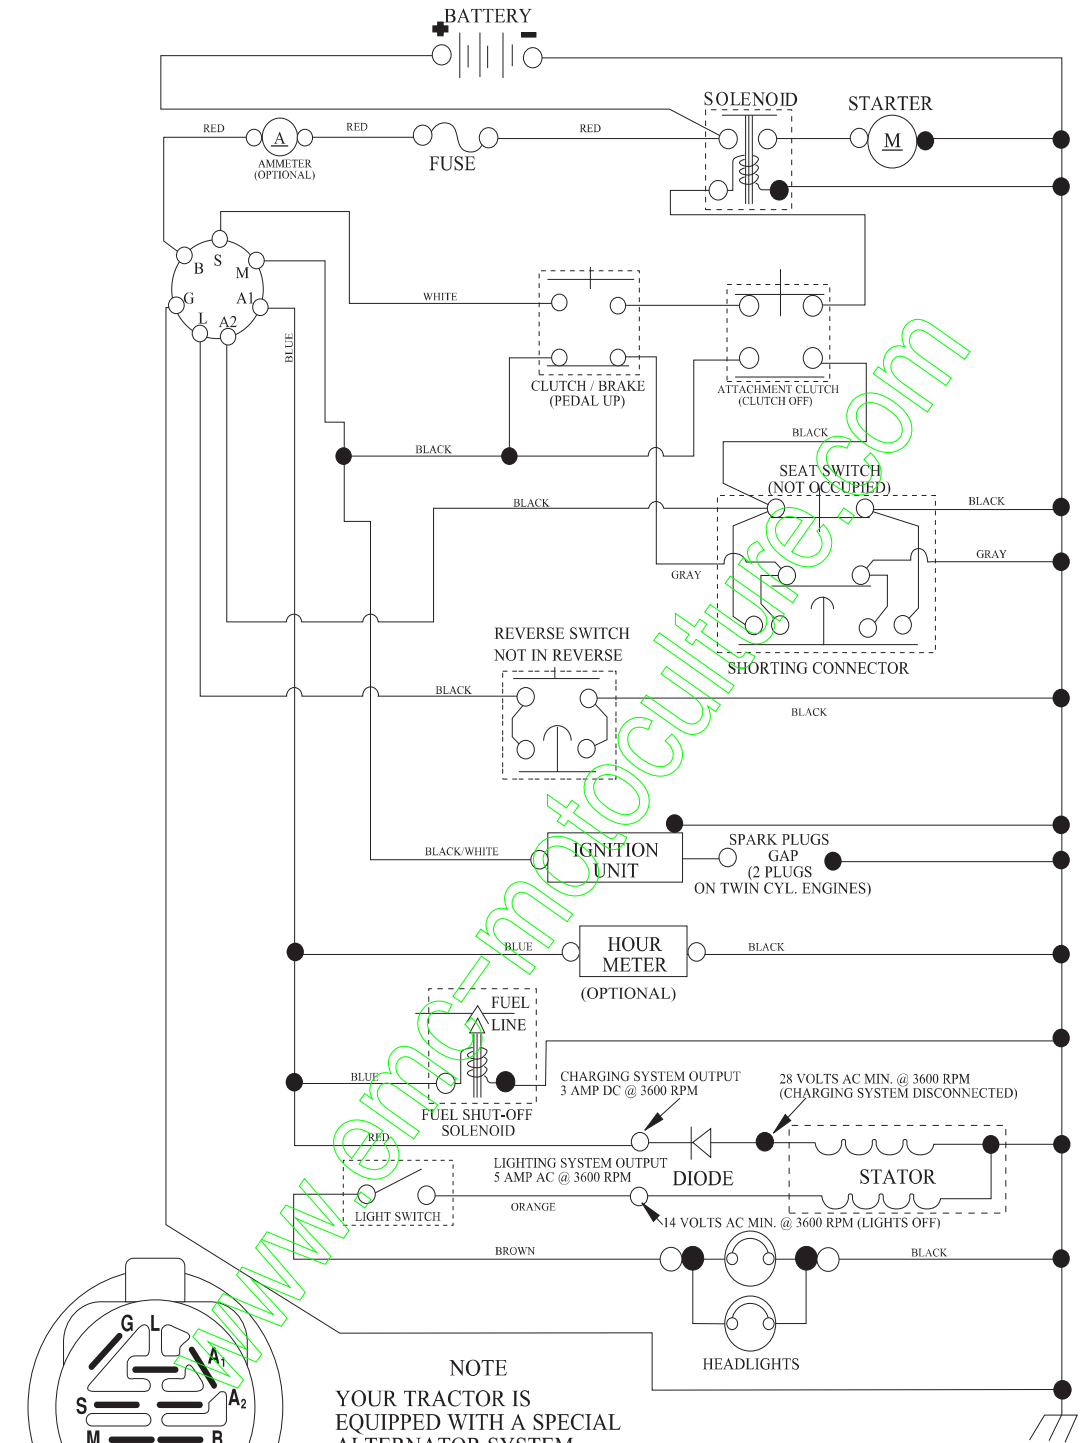 BATTERY
SOLENOID
STARTER
RED
RED
RED
A
AMMETER
(OPTIONAL)
FUSE
M
B
S
M
G
A1
L
A2
BLUE
WHITE
CLUTCH / BRAKE
(PEDAL UP)
ATTACHMENT CLUTCH
(CLUTCH OFF)
BLACK
BLACK
SEAT SWITCH
(NOT OCCUPIED)
BLACK
BLACK
GRAY
GRAY
SHORTING CONNECTOR
REVERSE SWITCH
NOT IN REVERSE
BLACK
BLACK
BLACK/WHITE
IGNITION
UNIT
SPARK PLUGS
GAP
(2 PLUGS
ON TWIN CYL. ENGINES)
BLUE
HOUR
METER
BLACK
(OPTIONAL)
FUEL
LINE
BLUE
FUEL SHUT-OFF
SOLENOID
CHARGING SYSTEM OUTPUT
3 AMP DC @ 3600 RPM
28 VOLTS AC MIN. @ 3600 RPM
(CHARGING SYSTEM DISCONNECTED)
RED
DIODE
STATOR
LIGHTING SYSTEM OUTPUT
5 AMP AC @ 3600 RPM
LIGHT SWITCH
ORANGE
14 VOLTS AC MIN. @ 3600 RPM (LIGHTS OFF)
BROWN
BLACK
HEADLIGHTS
G L
A1
A2
S
M
B
NOTE
YOUR TRACTOR IS
EQUIPPED WITH A SPECIAL
ALTERNATOR SYSTEM
www.emc-motoculture.com